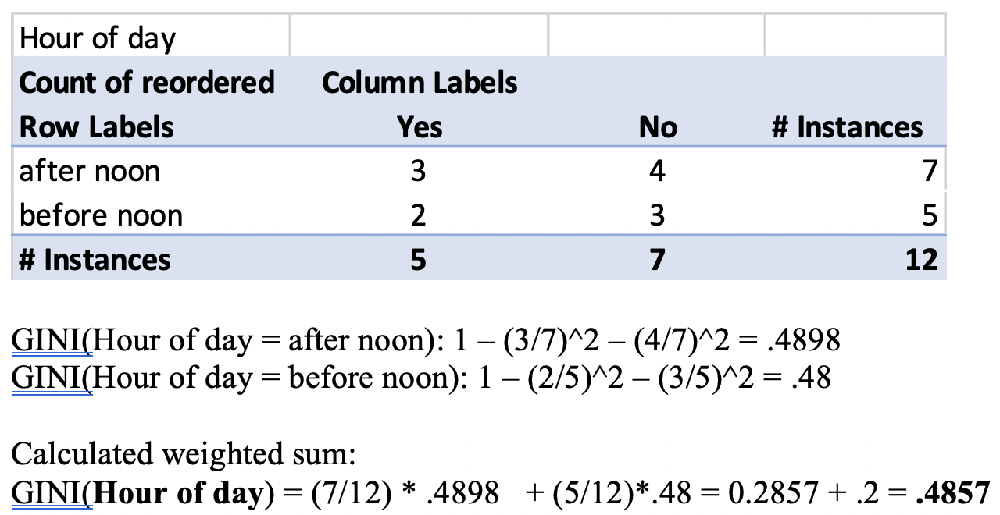 Hour of day
Count of reordered Column Labels
Row Labels Yes No # Instances
after noon 3 4 7
before noon 2 3 5
# Instances 5 7 12
GINI(Hour of day = after noon): 1 – (3/7)^2 – (4/7)^2 = .4898
GINI(Hour of day = before noon): 1 – (2/5)^2 – (3/5)^2 = .48
Calculated weighted sum:
GINI(Hour of day) = (7/12) * .4898 + (5/12)*.48 = 0.2857 + .2 = .4857